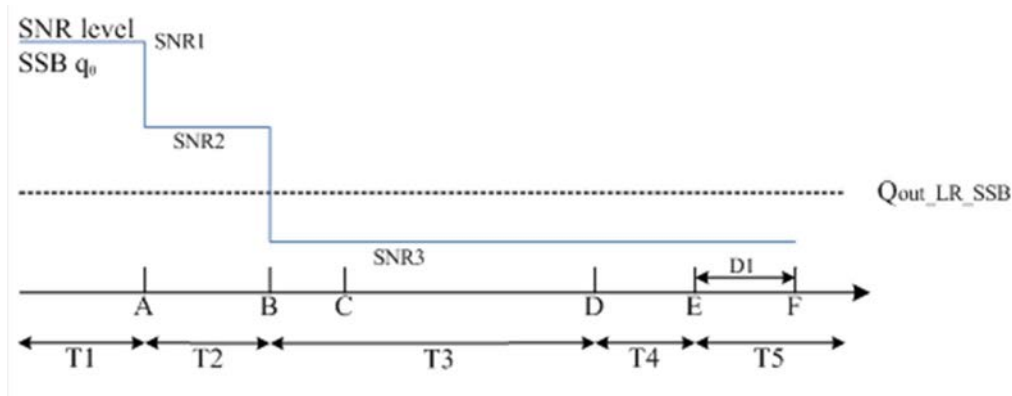 SNR level
SNR1
SSB q₀
SNR2
Qout_LR_SSB
SNR3
D1
A B C D E F
T1 T2 T3 T4 T5